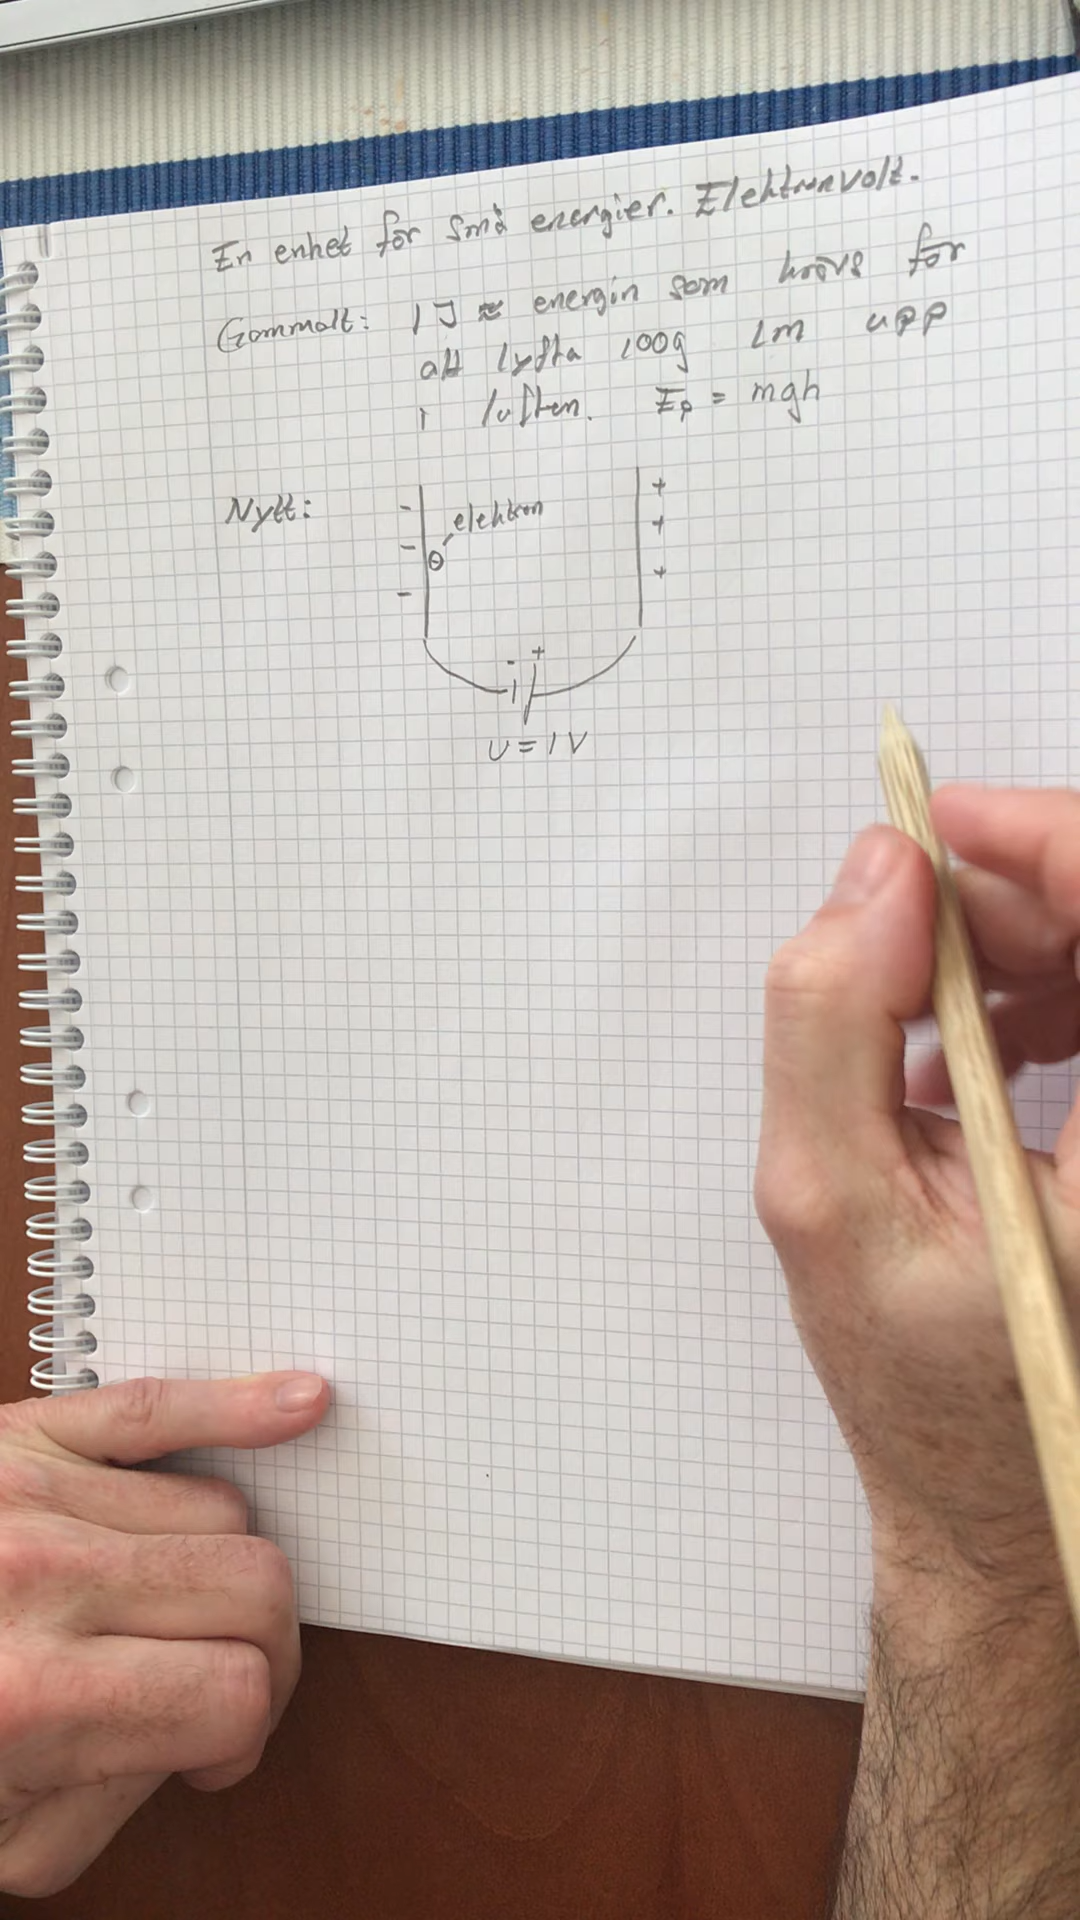 En enhet för små energier. Elektronvolt.
Gammalt: 1 J ≈ energin som krävs för
att lyfta 100g 1m upp
i luften. Ep = mgh
Nytt:
- +
elektron
- +
⊖
- +
- +
U = 1 V